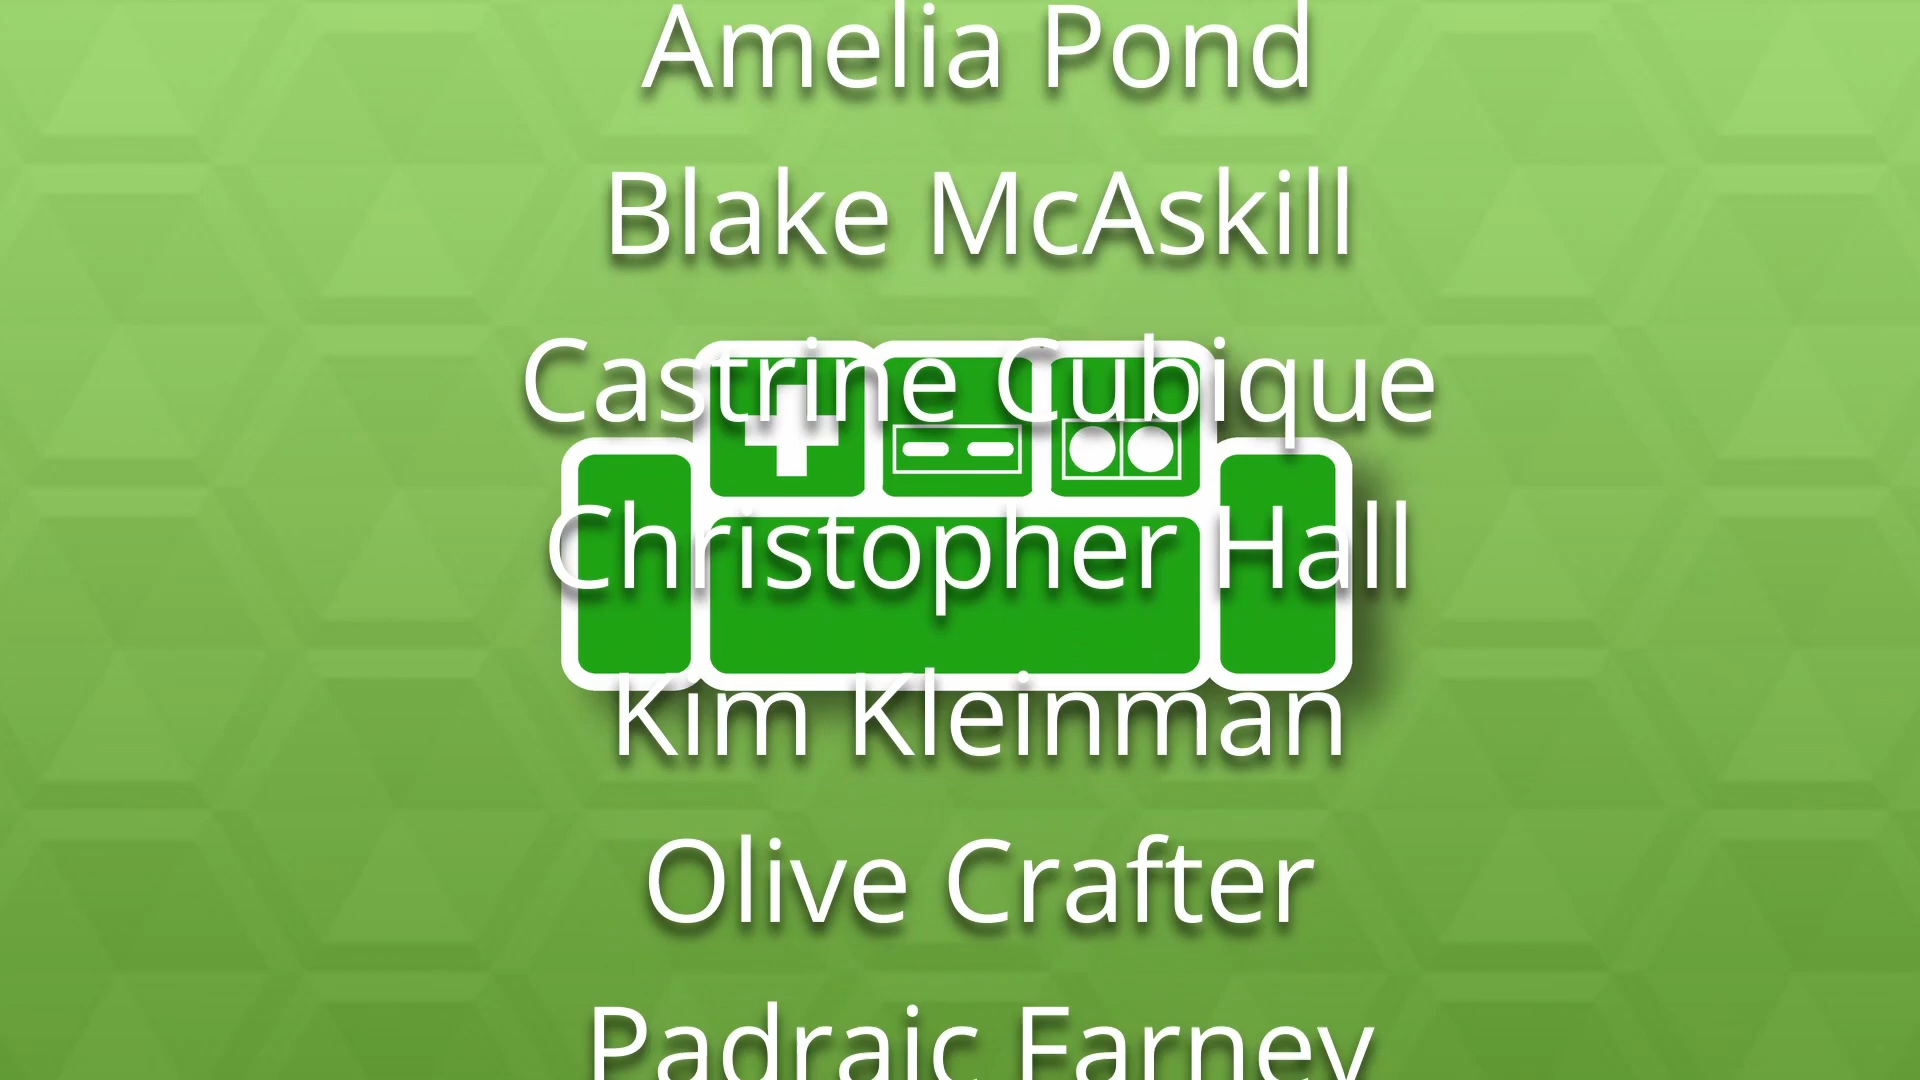 Amelia Pond
Blake McAskill
Castrine Cubique
Christopher Hall
Kim Kleinman
Olive Crafter
Padraic Farney